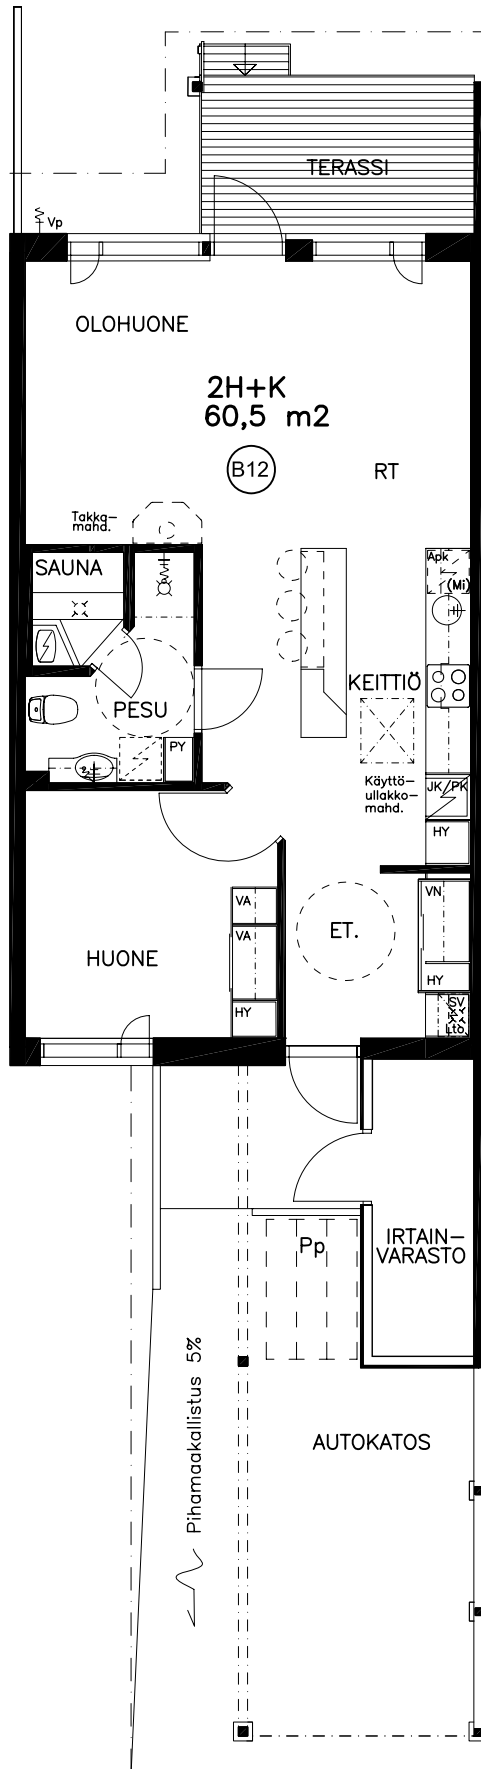 TERASSI
Vp
OLOHUONE
2H+K
60,5 m2
B12
RT
Takka-
mahd.
SAUNA
Apk
(Mi)
KEITTIÖ
PESU
PY
Käyttö-
ullakko-
mahd.
JK/PK
HY
VA
VN
VA
ET.
HUONE
HY
HY
SV
Lto
IRTAIN-
VARASTO
Pp
Pihamaakallistus 5%
AUTOKATOS